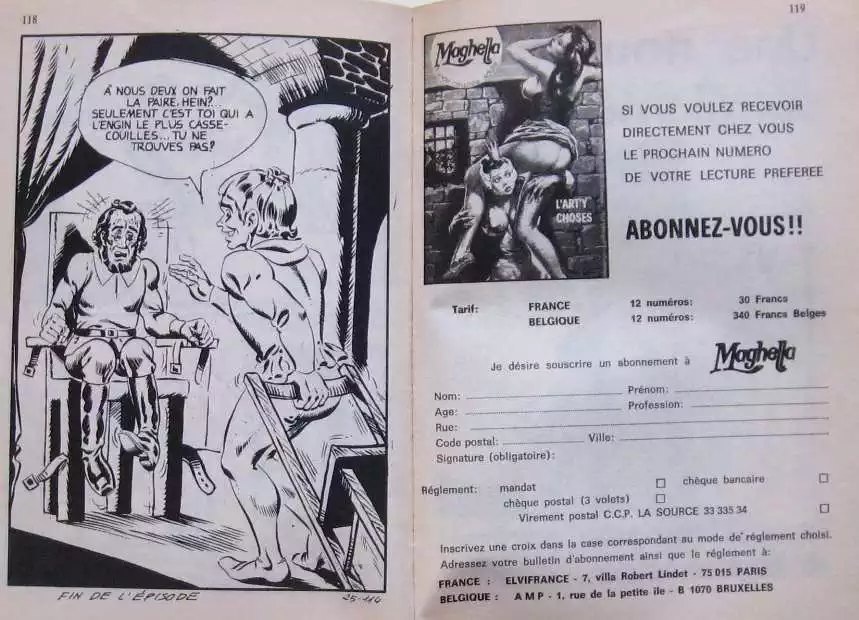 118
À NOUS DEUX ON FAIT
LA PAIRE, HEIN?...
SEULEMENT C'EST TOI QUI A
L'ENGIN LE PLUS CASSE-
COUILLES... TU NE
TROUVES PAS?
FIN DE L'ÉPISODE
25-114
119
Maghella
L'ART'Y
CHOSES
SI VOUS VOULEZ RECEVOIR
DIRECTEMENT CHEZ VOUS
LE PROCHAIN NUMERO
DE VOTRE LECTURE PREFEREE
ABONNEZ-VOUS!!
Tarif: FRANCE 12 numéros: 30 Francs
BELGIQUE 12 numéros: 340 Francs Belges
Je désire souscrire un abonnement à Maghella
Nom: Prénom:
Age: Profession:
Rue:
Code postal: Ville:
Signature (obligatoire):
Réglement: mandat chèque bancaire
chèque postal (3 volets)
Virement postal C.C.P. LA SOURCE 33 335 34
Inscrivez une croix dans la case correspondant au mode de réglement choisi.
Adressez votre bulletin d'abonnement ainsi que le réglement à:
FRANCE : ELVIFRANCE - 7, villa Robert Lindet - 75 015 PARIS
BELGIQUE : A M P - 1, rue de la petite île - B 1070 BRUXELLES